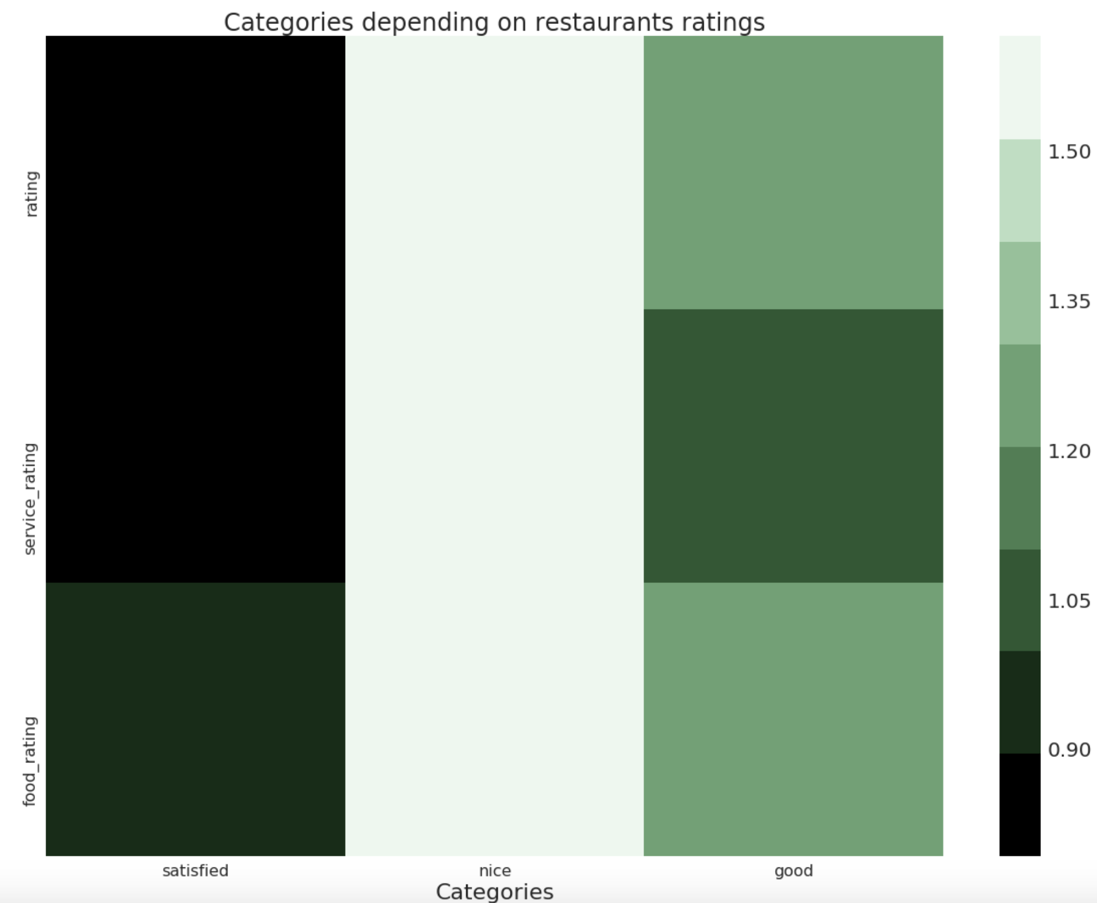 Categories depending on restaurants ratings
rating
service_rating
food_rating
satisfied
nice
good
Categories
1.50
1.35
1.20
1.05
0.90